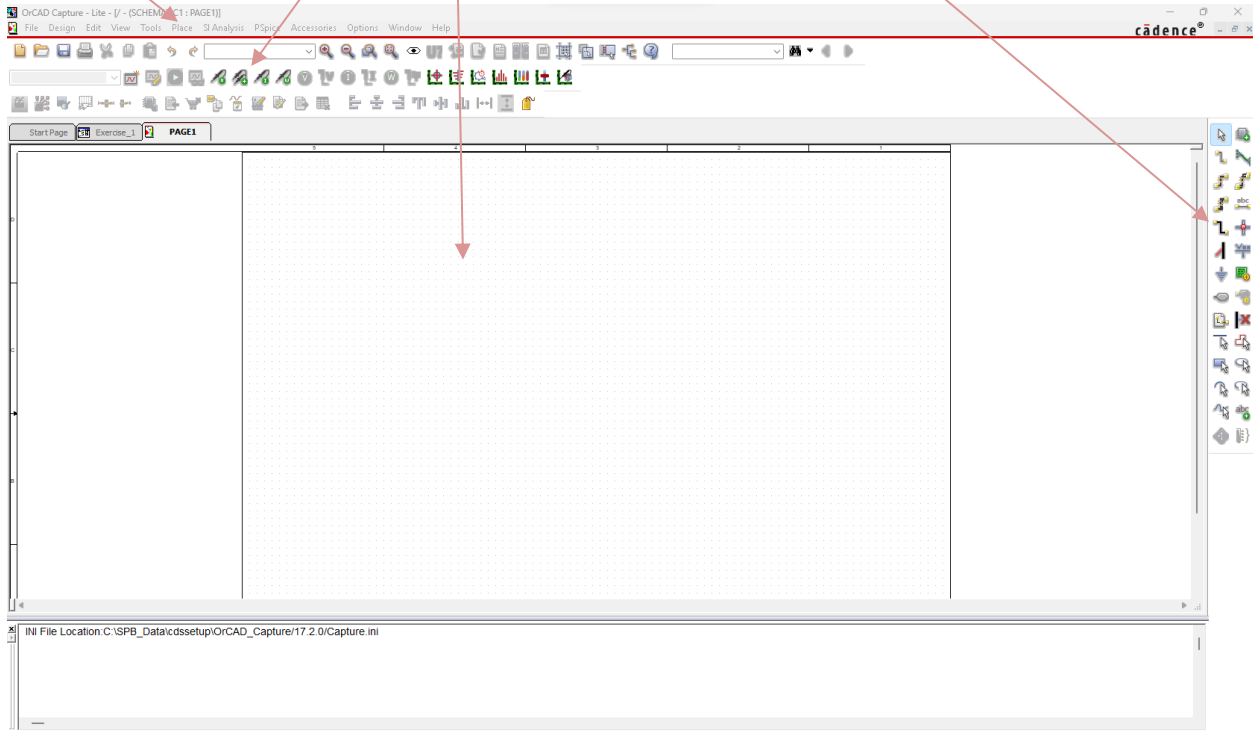 OrCAD Capture - Lite - [/ - (SCHEMATIC1 : PAGE1)]
File Design Edit View Tools Place SI Analysis PSpice Accessories Options Window Help
cādence®
Start Page Exercise_1 PAGE1
5 4 3 2 1
D
C
B
INI File Location:C:\SPB_Data\cdssetup\OrCAD_Capture/17.2.0/Capture.ini